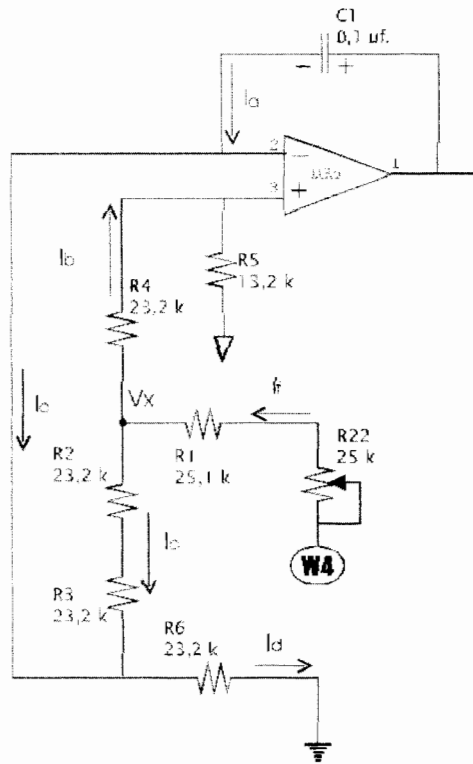 C1
0,1 uf.
- +
Ia
2
-
1
3
+
Ib
R5
13,2 k
R4
23,2 k
Vx
If
Ia
R1
25,1 k
R22
25 k
R2
23,2 k
Ic
W4
R3
23,2 k
R6
23,2 k
Id